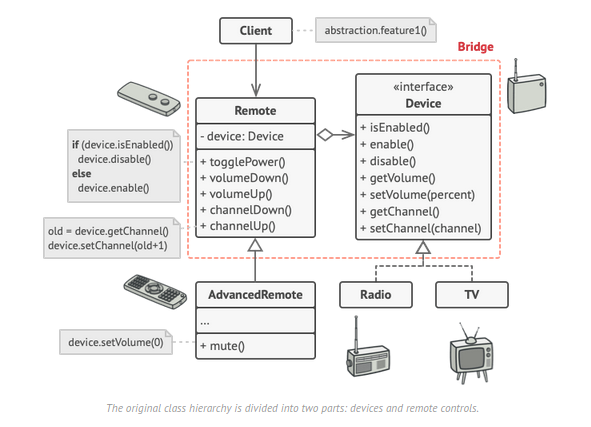 Client
abstraction.feature1()
Bridge
«interface»
Device
+ isEnabled()
+ enable()
+ disable()
+ getVolume()
+ setVolume(percent)
+ getChannel()
+ setChannel(channel)
Remote
- device: Device
+ togglePower()
+ volumeDown()
+ volumeUp()
+ channelDown()
+ channelUp()
if (device.isEnabled())
device.disable()
else
device.enable()
old = device.getChannel()
device.setChannel(old+1)
AdvancedRemote
...
+ mute()
device.setVolume(0)
Radio
TV
The original class hierarchy is divided into two parts: devices and remote controls.